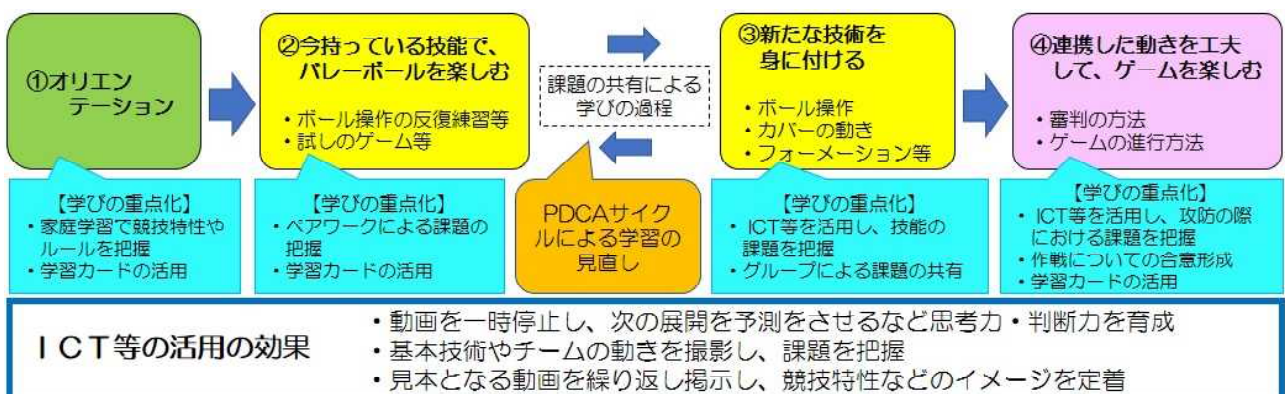 ①オリエン
テーション
②今持っている技能で、
バレーボールを楽しむ
・ボール操作の反復練習等
・試しのゲーム等
課題の共有による
学びの過程
③新たな技術を
身に付ける
・ボール操作
・カバーの動き
・フォーメーション等
④連携した動きを工夫
して、ゲームを楽しむ
・審判の方法
・ゲームの進行方法
【学びの重点化】
・家庭学習で競技特性や
ルールを把握
・学習カードの活用
【学びの重点化】
・ペアワークによる課題の
把握
・学習カードの活用
PDCAサイク
ルによる学習の
見直し
【学びの重点化】
・ICT等を活用し、技能の
課題を把握
・グループによる課題の共有
【学びの重点化】
・ICT等を活用し、攻防の際
における課題を把握
・作戦についての合意形成
・学習カードの活用
ICT等の活用の効果
・動画を一時停止し、次の展開を予測をさせるなど思考力・判断力を育成
・基本技術やチームの動きを撮影し、課題を把握
・見本となる動画を繰り返し掲示し、競技特性などのイメージを定着